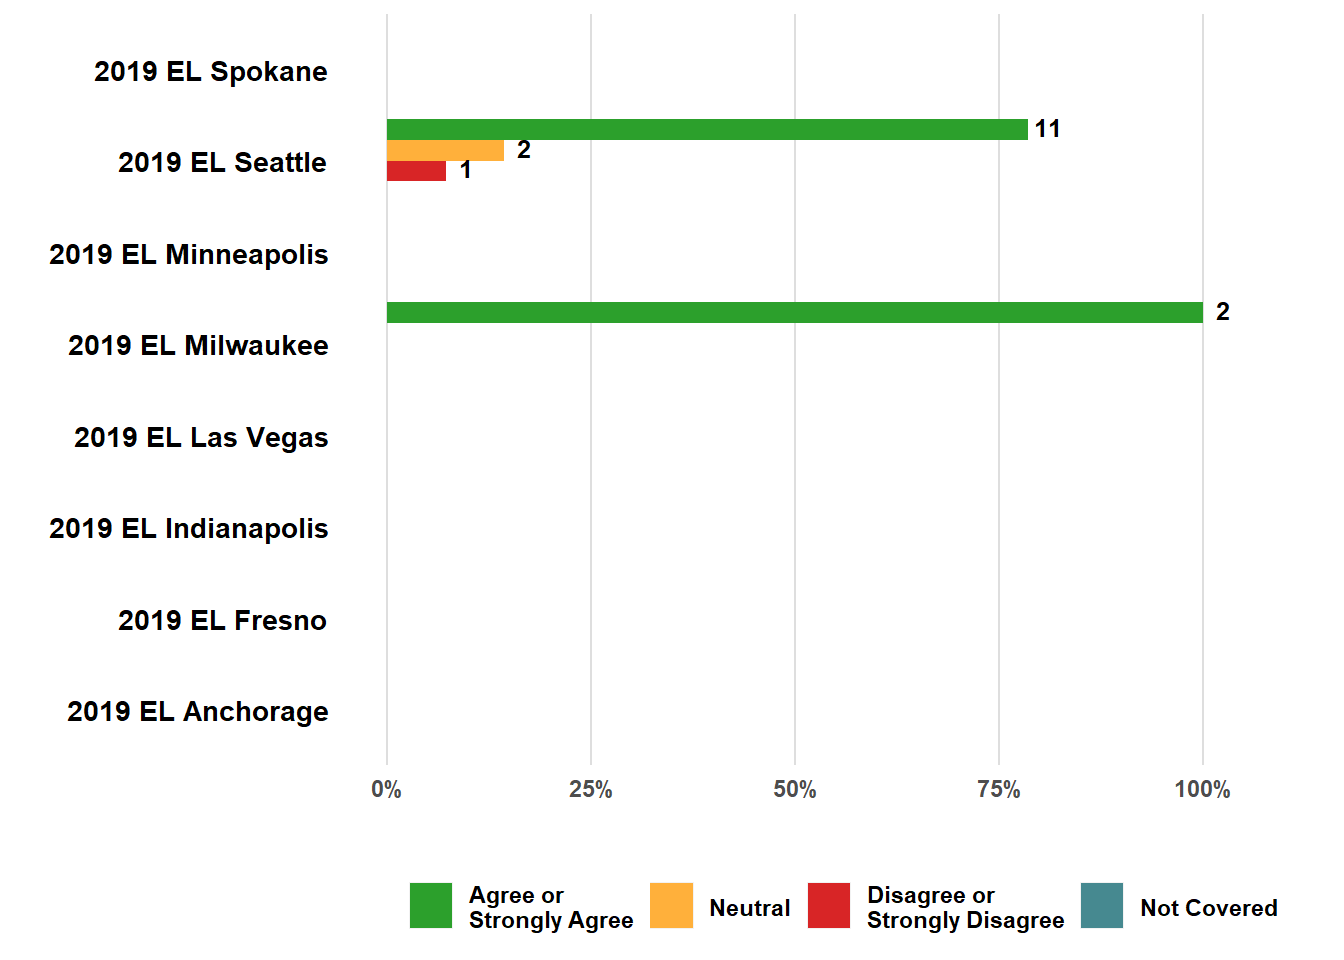 2019 EL Spokane
11
2
2019 EL Seattle
1
2019 EL Minneapolis
2
2019 EL Milwaukee
2019 EL Las Vegas
2019 EL Indianapolis
2019 EL Fresno
2019 EL Anchorage
0% 25% 50% 75% 100%
Agree or
Strongly Agree
Neutral
Disagree or
Strongly Disagree
Not Covered